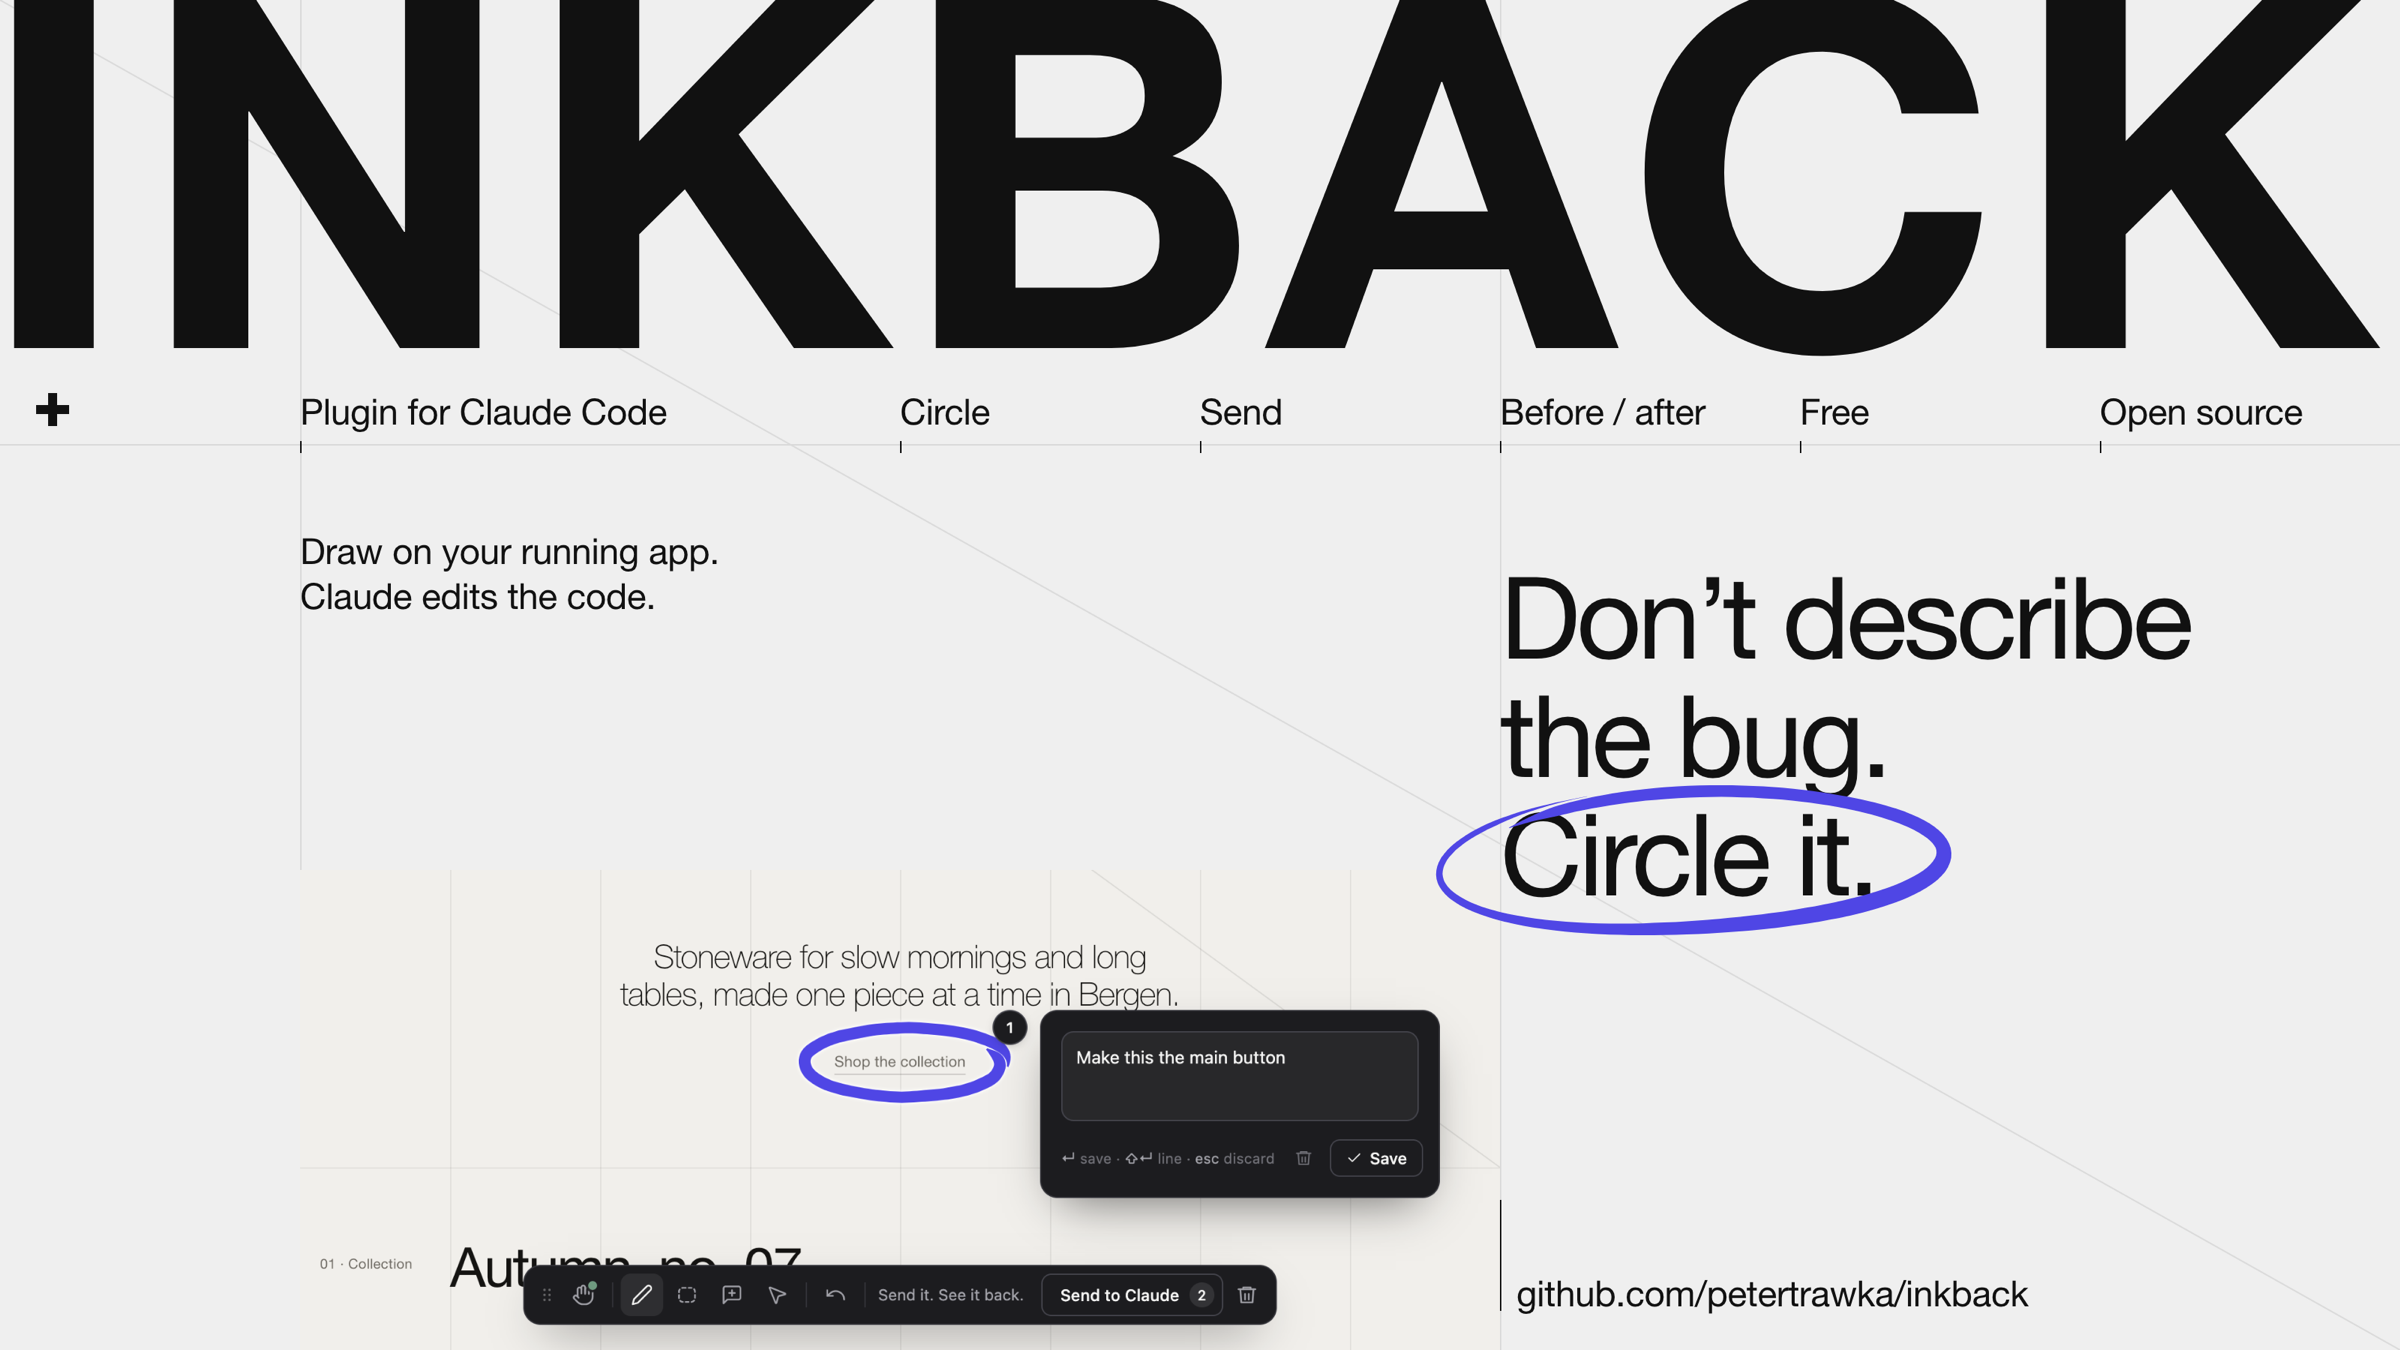 INKBACK
Plugin for Claude Code
Circle
Send
Before / after
Free
Open source
Draw on your running app.
Claude edits the code.
Don’t describe
the bug.
Circle it.
Stoneware for slow mornings and long
tables, made one piece at a time in Bergen.
Shop the collection
1
Make this the main button
↵ save · ⇧↵ line · esc discard
Save
01 · Collection
Autumn, no. 07
Send it. See it back.
Send to Claude 2
github.com/petertrawka/inkback